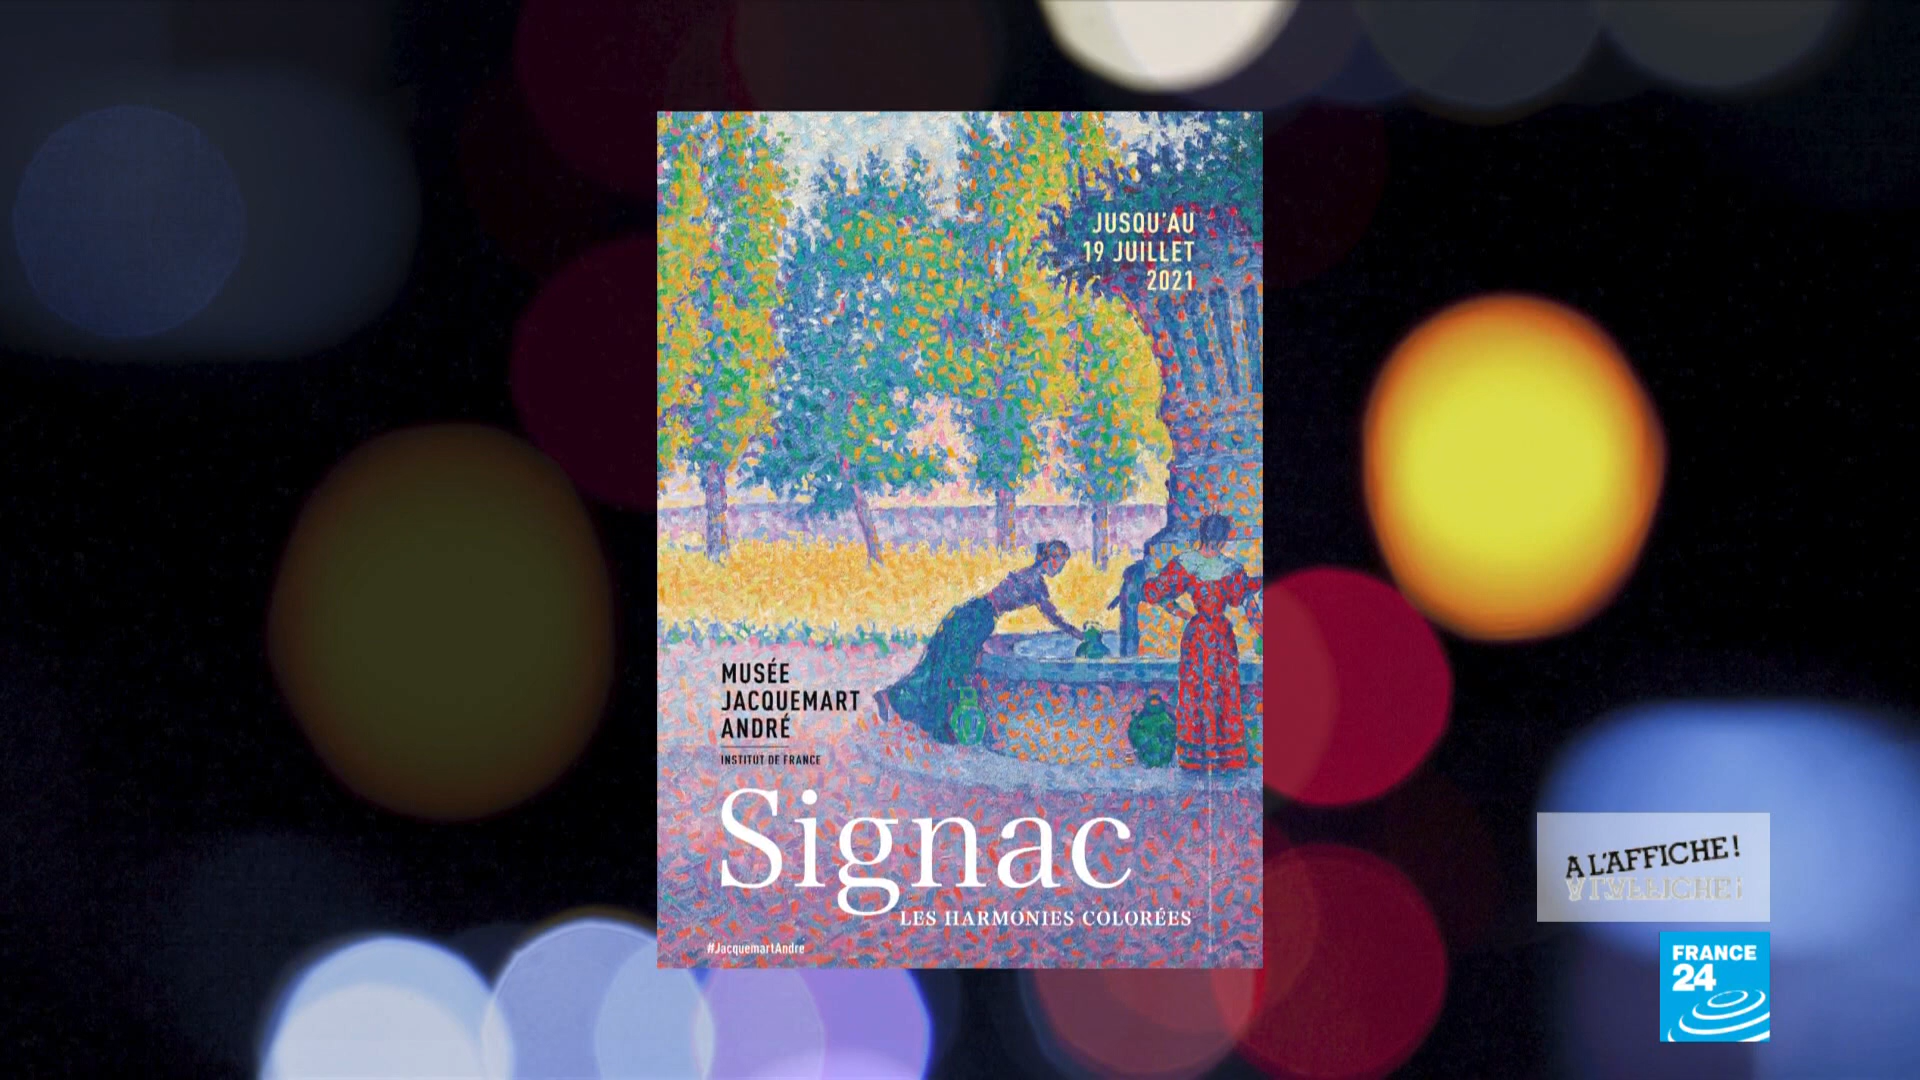 JUSQU'AU
19 JUILLET
2021
MUSÉE
JACQUEMART
ANDRÉ
INSTITUT DE FRANCE
Signac
LES HARMONIES COLORÉES
#JacquemartAndre
A L'AFFICHE!
FRANCE
24